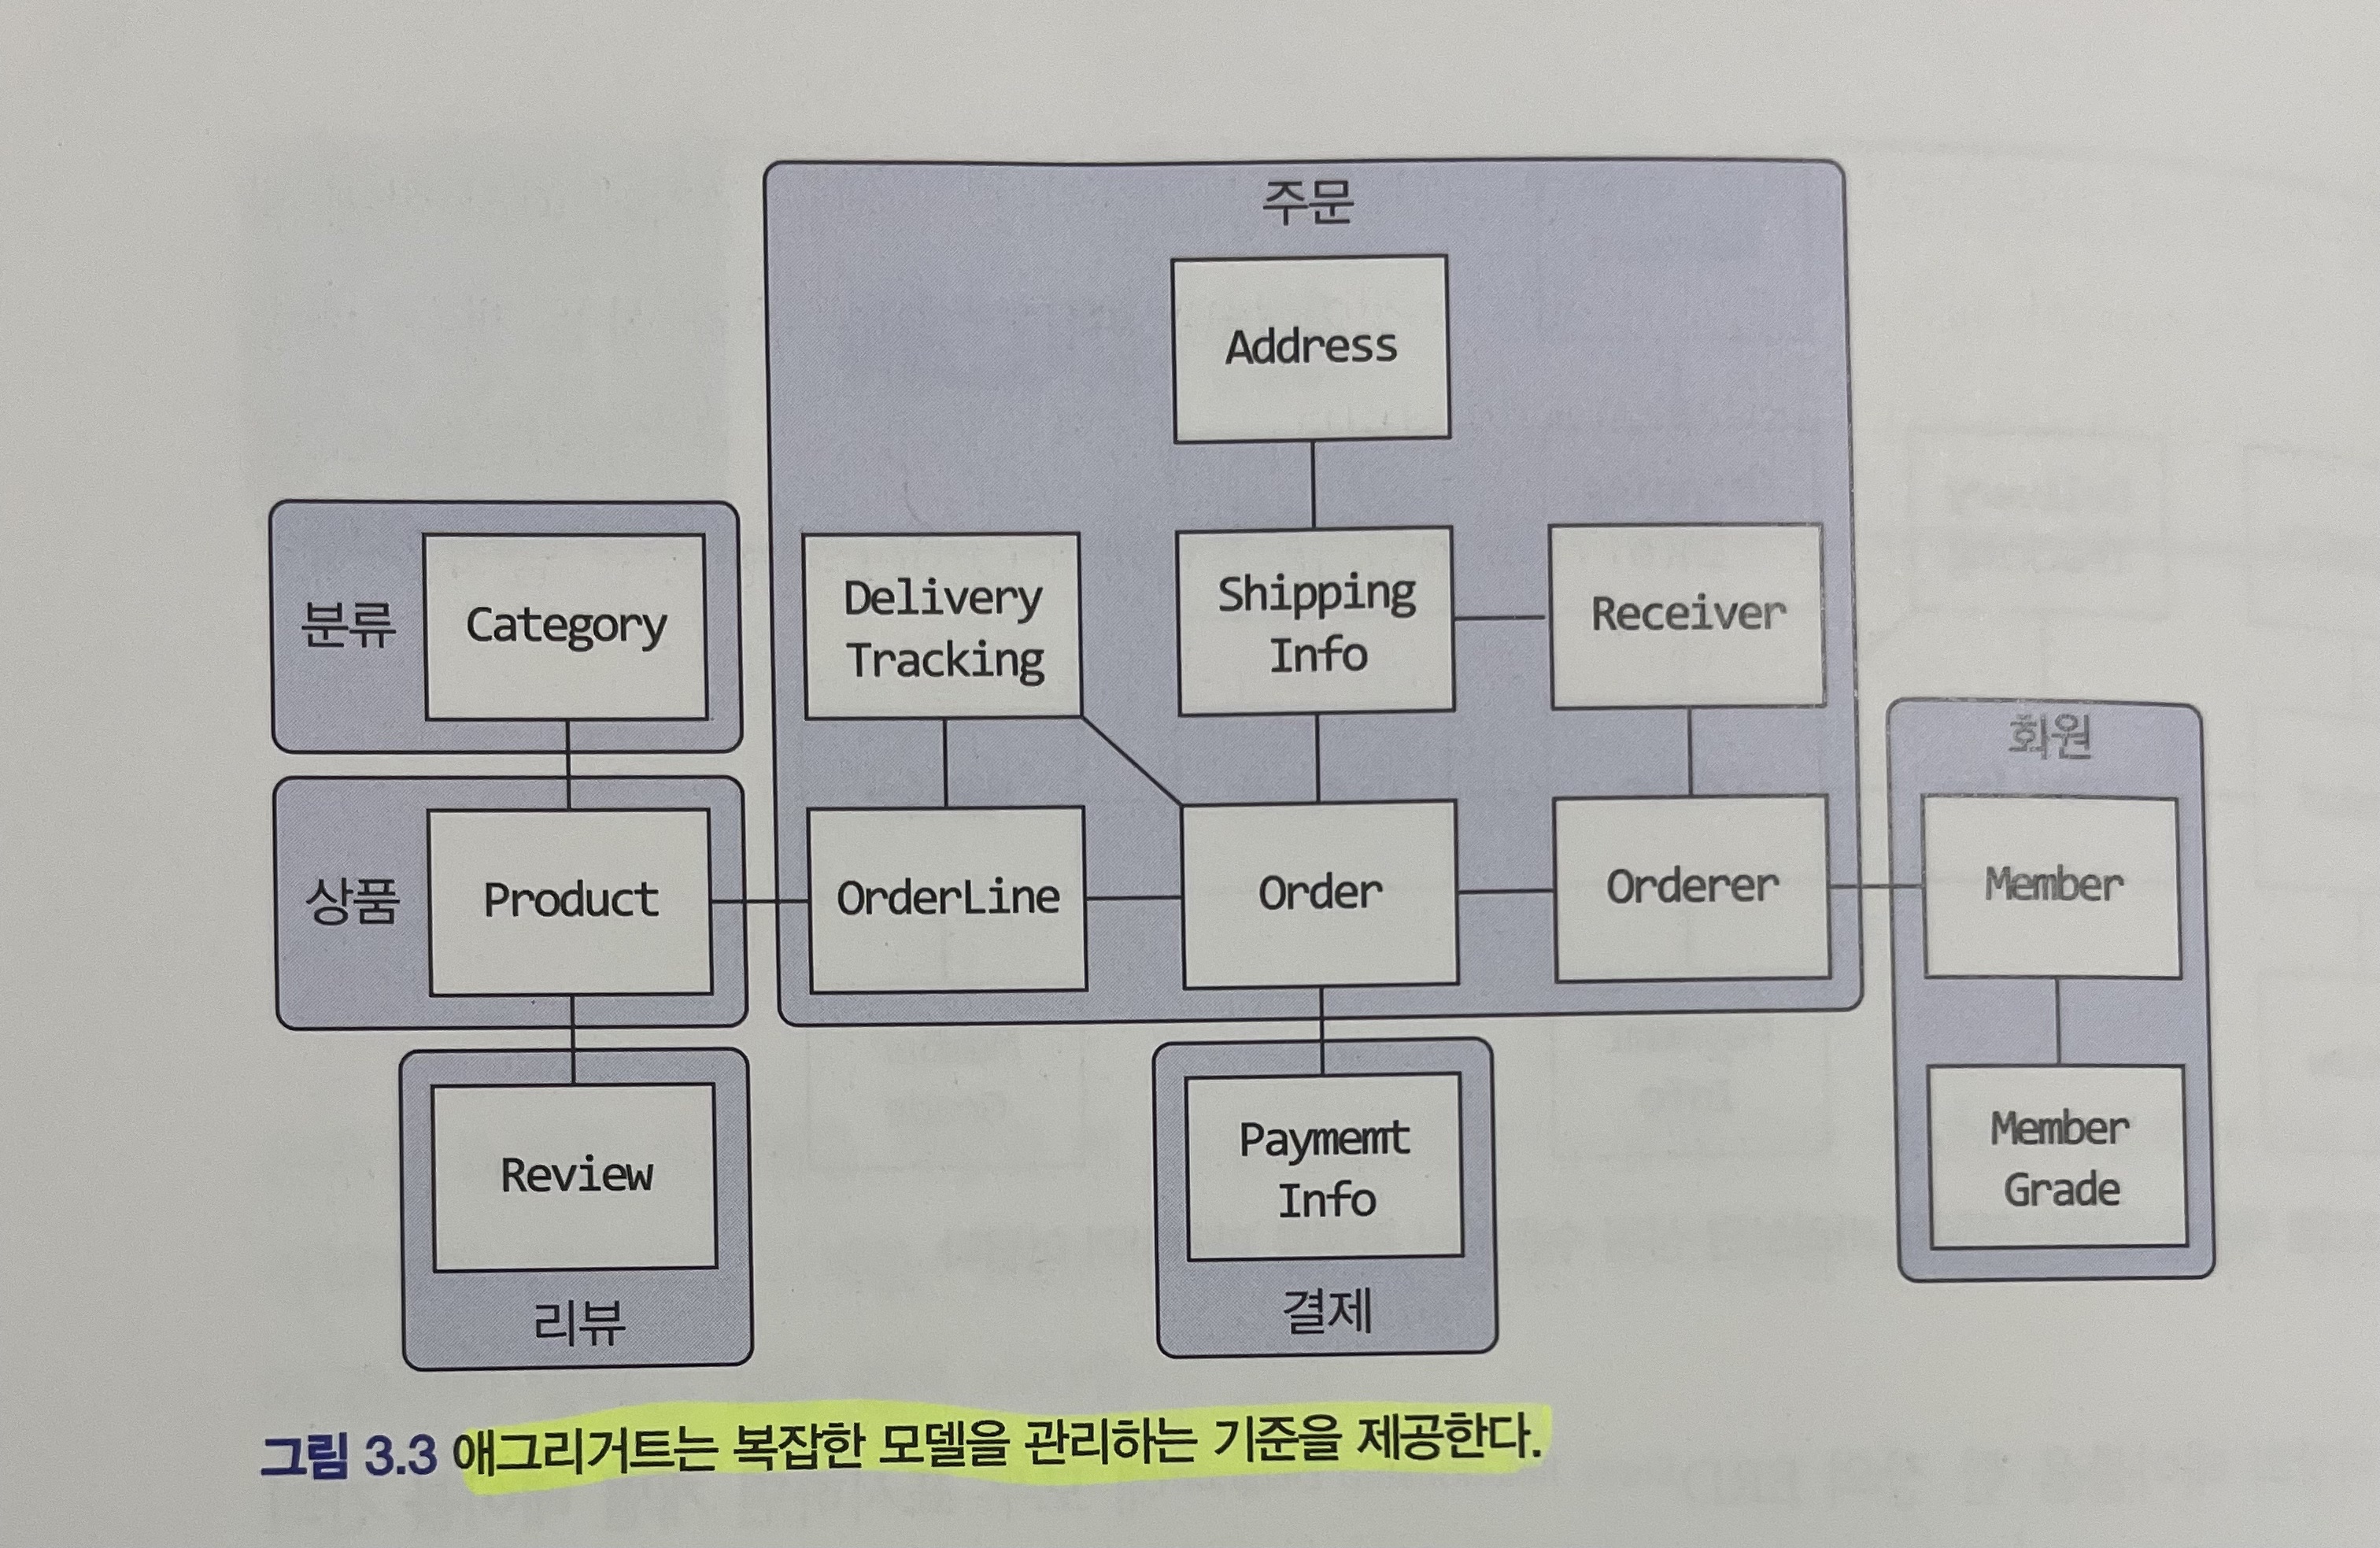 주문
Address
분류
Category
Delivery
Tracking
Shipping
Info
Receiver
회원
상품
Product
OrderLine
Order
Orderer
Member
Review
리뷰
Paymemt
Info
결제
Member
Grade
그림 3.3 애그리거트는 복잡한 모델을 관리하는 기준을 제공한다.